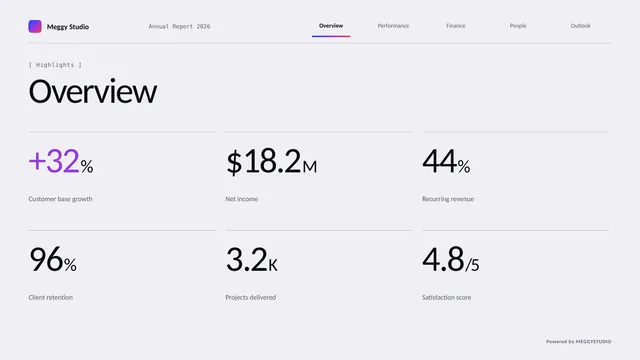 Meggy Studio
Annual Report 2026
Overview
Performance
Finance
People
Outlook
[ Highlights ]
Overview
+32%
$18.2M
44%
Customer base growth
Net income
Recurring revenue
96%
3.2K
4.8/5
Client retention
Projects delivered
Satisfaction score
Powered by MEGGYSTUDIO